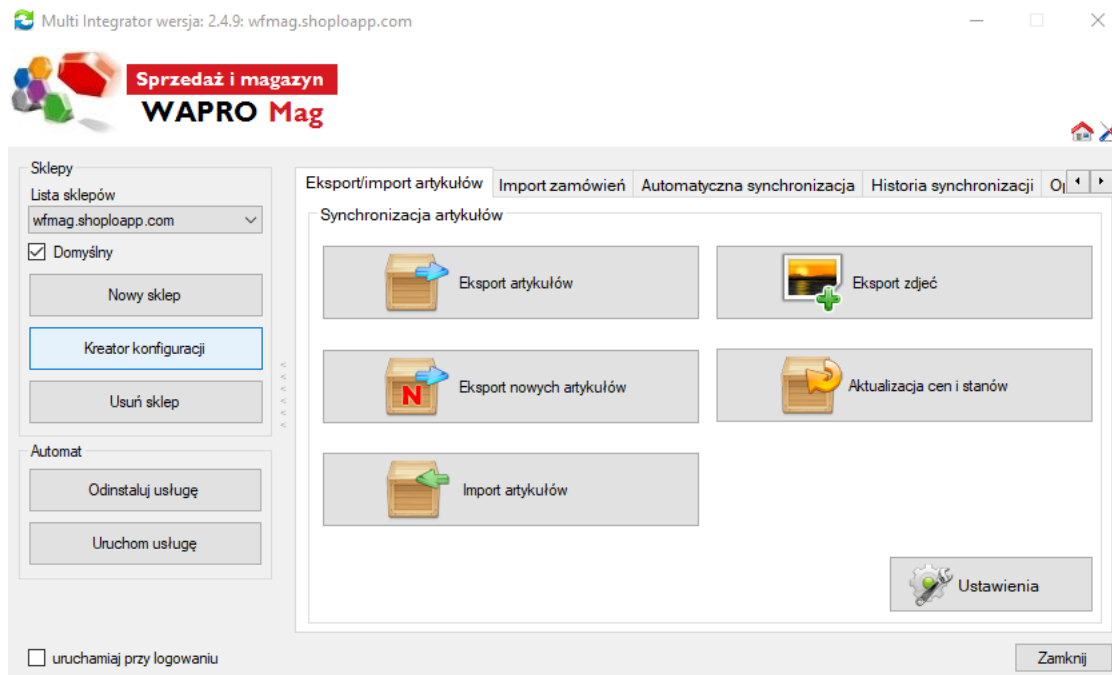 Multi Integrator wersja: 2.4.9: wfmag.shoploapp.com
Sprzedaż i magazyn
WAPRO Mag
Sklepy
Lista sklepów
wfmag.shoploapp.com
Domyślny
Nowy sklep
Kreator konfiguracji
Usuń sklep
Automat
Odinstaluj usługę
Uruchom usługę
uruchamiaj przy logowaniu
Eksport/import artykułów Import zamówień Automatyczna synchronizacja Historia synchronizacji
Synchronizacja artykułów
Eksport artykułów
Eksport zdjeć
N
Eksport nowych artykułów
Aktualizacja cen i stanów
Import artykułów
Ustawienia
Zamknij